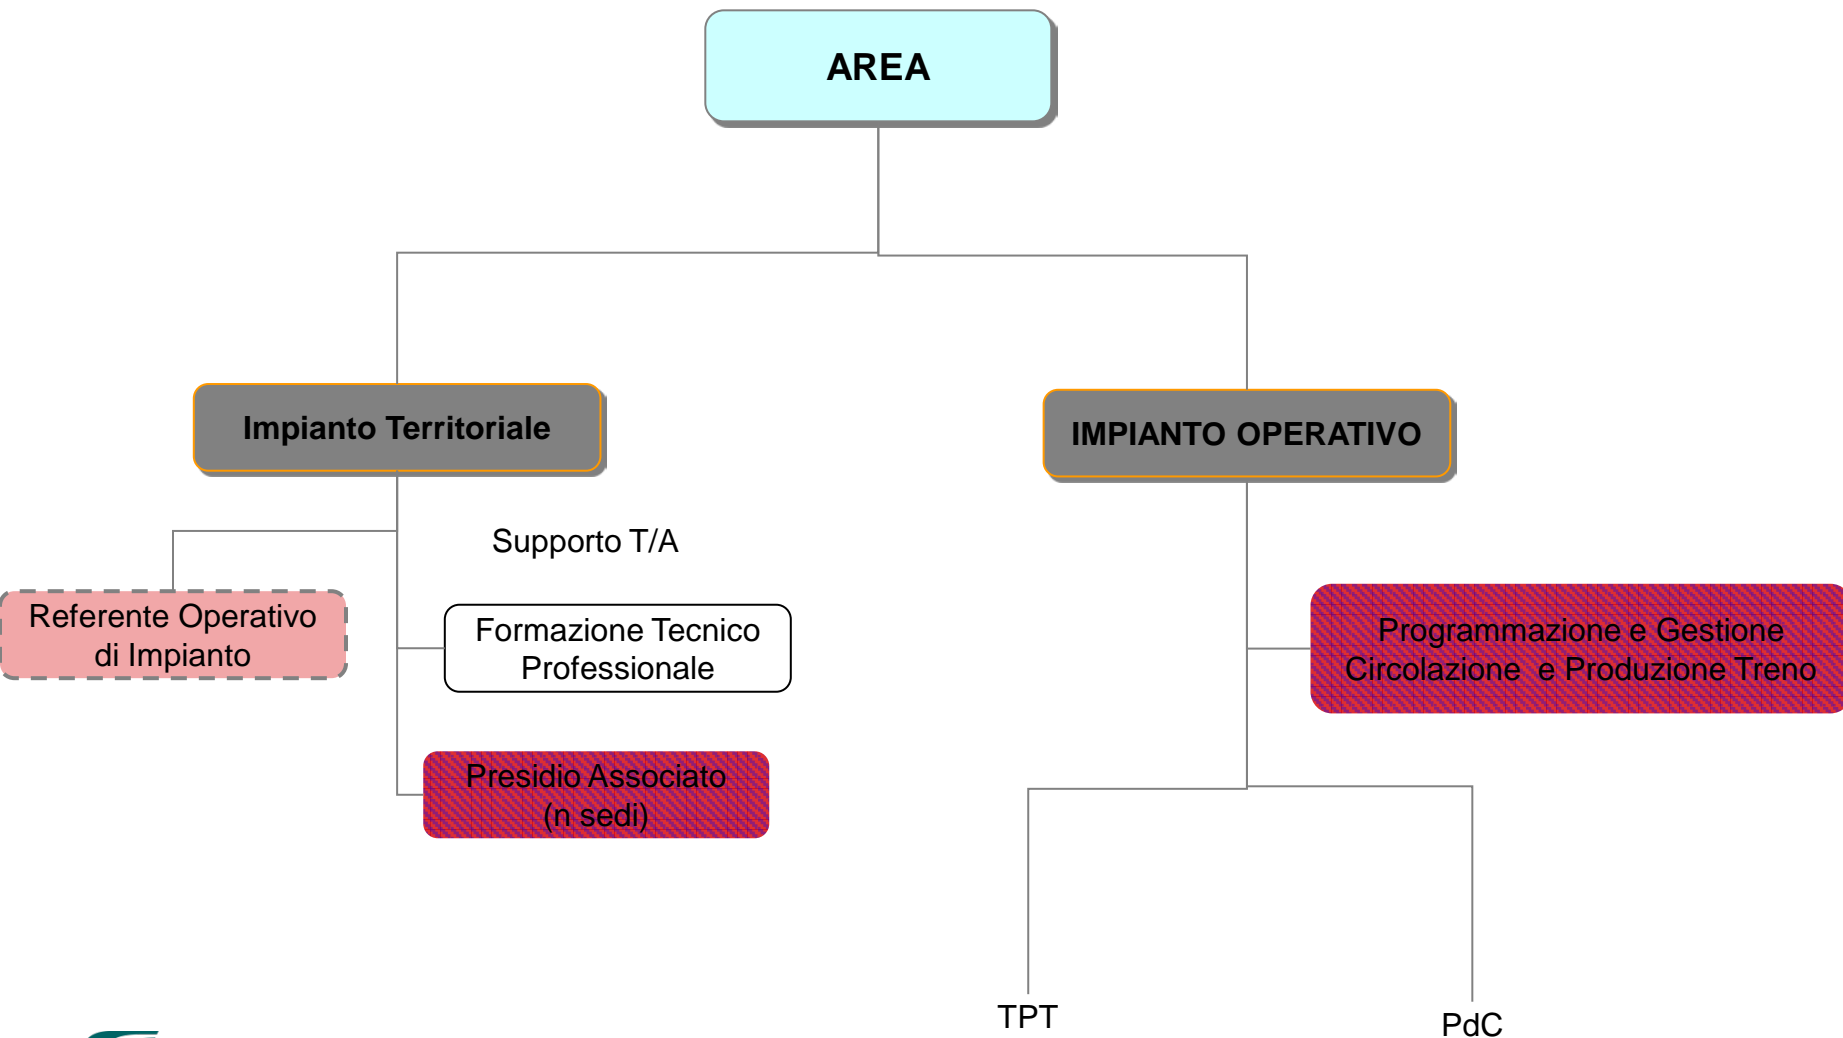 AREA
Impianto Territoriale
IMPIANTO OPERATIVO
Supporto T/A
Referente Operativo
di Impianto
Formazione Tecnico
Professionale
Programmazione e Gestione
Circolazione  e Produzione Treno
Presidio Associato
(n sedi)
TPT
PdC